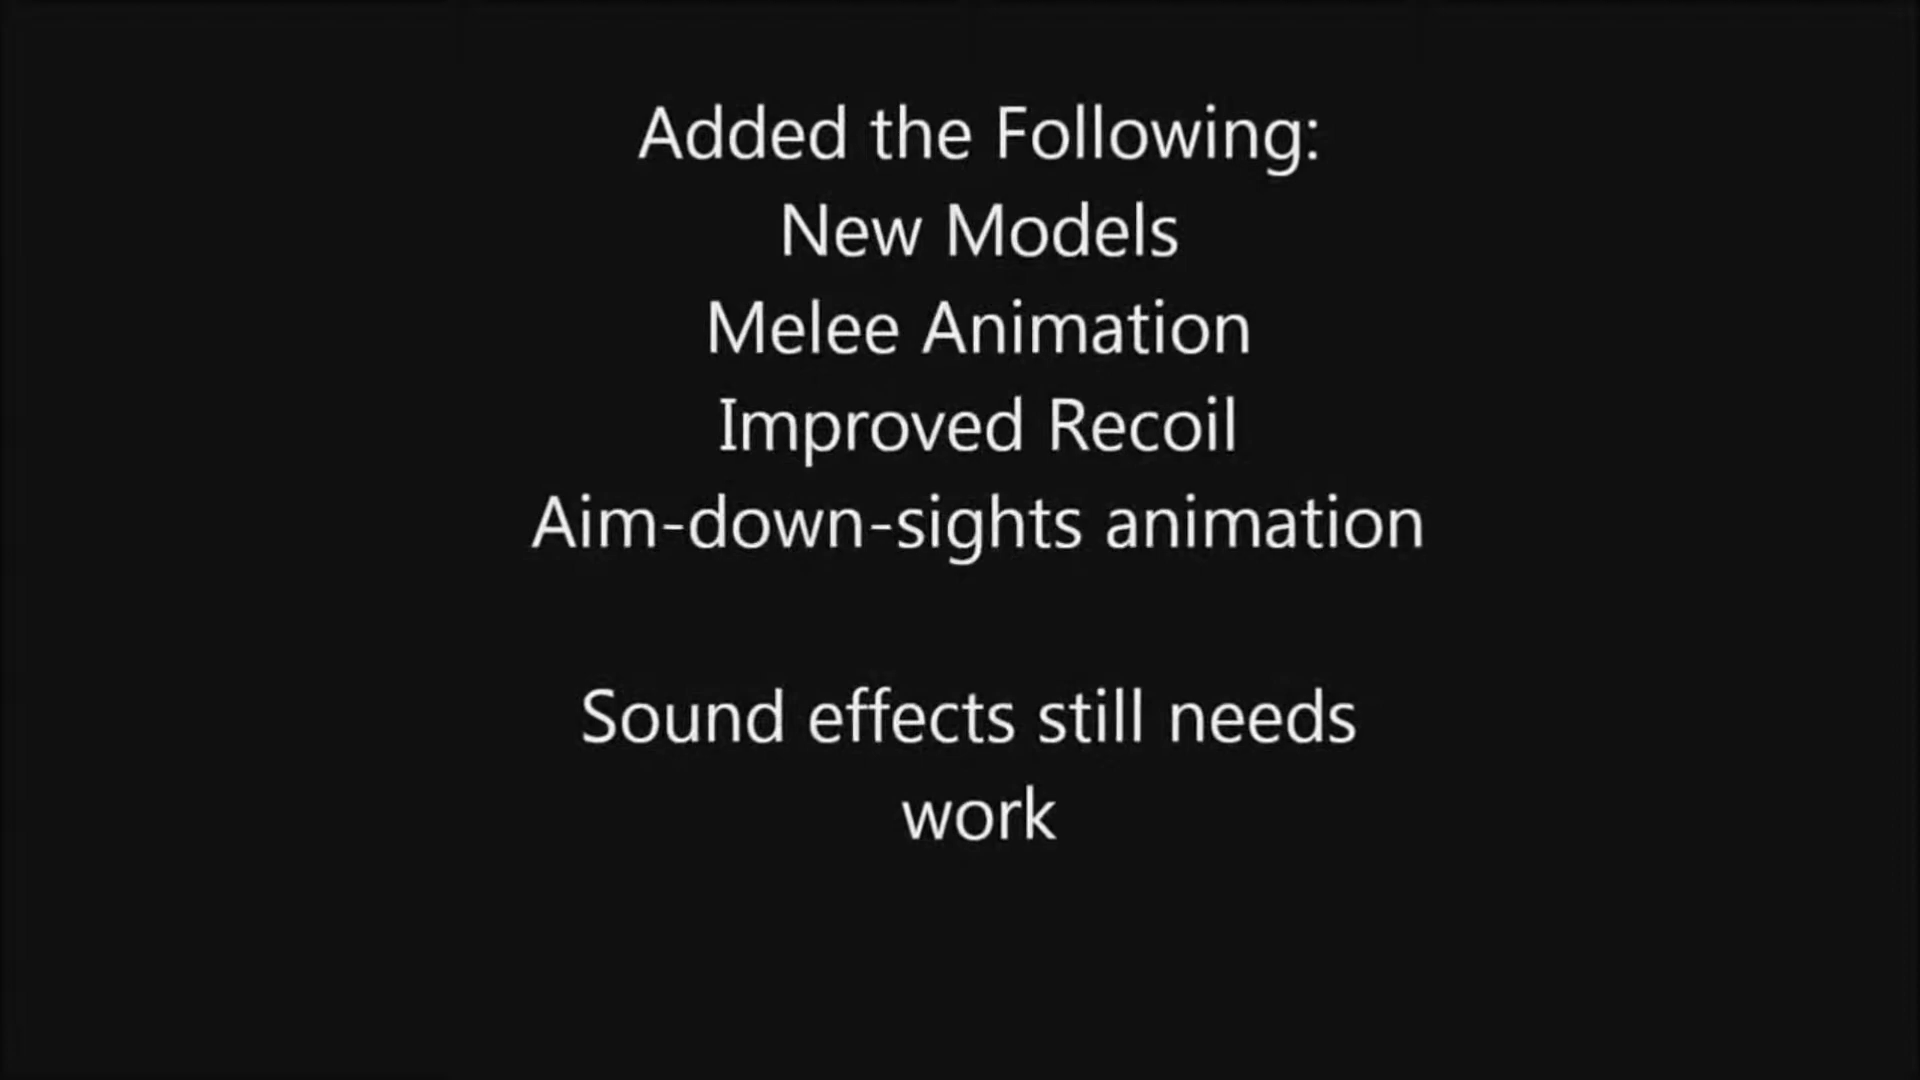 Added the Following:
New Models
Melee Animation
Improved Recoil
Aim-down-sights animation
Sound effects still needs
work